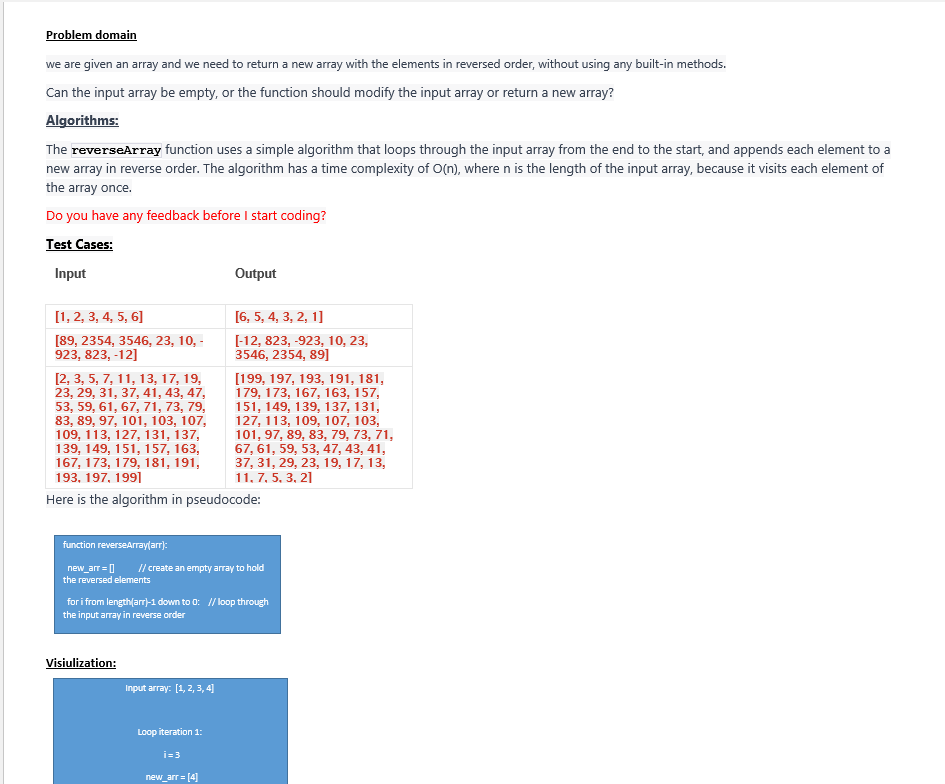 Problem domain
we are given an array and we need to return a new array with the elements in reversed order, without using any built-in methods.
Can the input array be empty, or the function should modify the input array or return a new array?
Algorithms:
The reverseArray function uses a simple algorithm that loops through the input array from the end to the start, and appends each element to a
new array in reverse order. The algorithm has a time complexity of O(n), where n is the length of the input array, because it visits each element of
the array once.
Do you have any feedback before I start coding?
Test Cases:
Input Output
[1, 2, 3, 4, 5, 6]
[6, 5, 4, 3, 2, 1]
[89, 2354, 3546, 23, 10, -
923, 823, -12]
[-12, 823, -923, 10, 23,
3546, 2354, 89]
[2, 3, 5, 7, 11, 13, 17, 19,
23, 29, 31, 37, 41, 43, 47,
53, 59, 61, 67, 71, 73, 79,
83, 89, 97, 101, 103, 107,
109, 113, 127, 131, 137,
139, 149, 151, 157, 163,
167, 173, 179, 181, 191,
193, 197, 199]
[199, 197, 193, 191, 181,
179, 173, 167, 163, 157,
151, 149, 139, 137, 131,
127, 113, 109, 107, 103,
101, 97, 89, 83, 79, 73, 71,
67, 61, 59, 53, 47, 43, 41,
37, 31, 29, 23, 19, 17, 13,
11, 7, 5, 3, 2]
Here is the algorithm in pseudocode:
function reverseArray(arr):
new_arr = [] // create an empty array to hold
the reversed elements
for i from length(arr)-1 down to 0: // loop through
the input array in reverse order
Visiulization:
Input array: [1, 2, 3, 4]
Loop iteration 1:
i = 3
new_arr = [4]